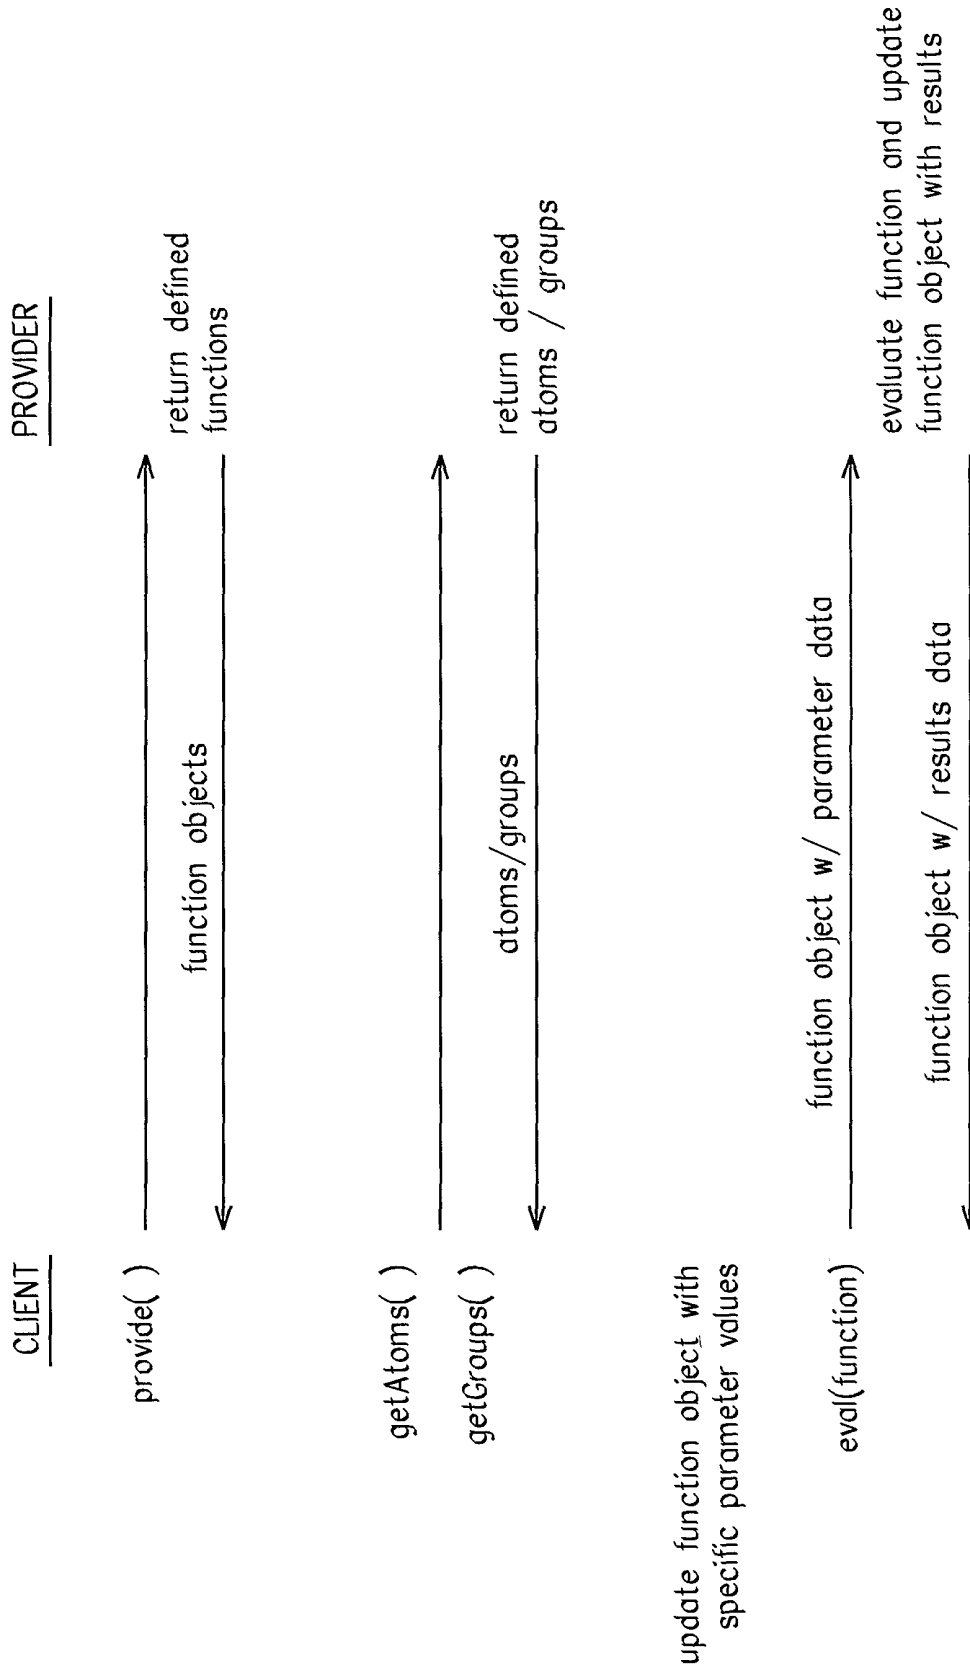 CLIENT
PROVIDER
provide( )
return defined
functions
function objects
getAtoms( )
getGroups( )
return defined
atoms / groups
atoms/groups
update function object with
specific parameter values
eval(function)
function object w/ parameter data
evaluate function and update
function object with results
function object w/ results data